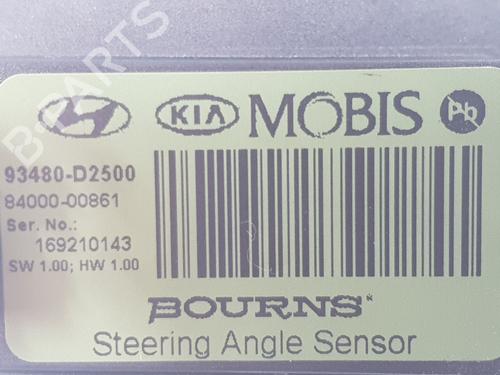 KIA MOBIS Pb
93480-D2500
84000-00861
Ser. No.:
169210143
SW 1.00; HW 1.00
BOURNS
Steering Angle Sensor
B-PARTS